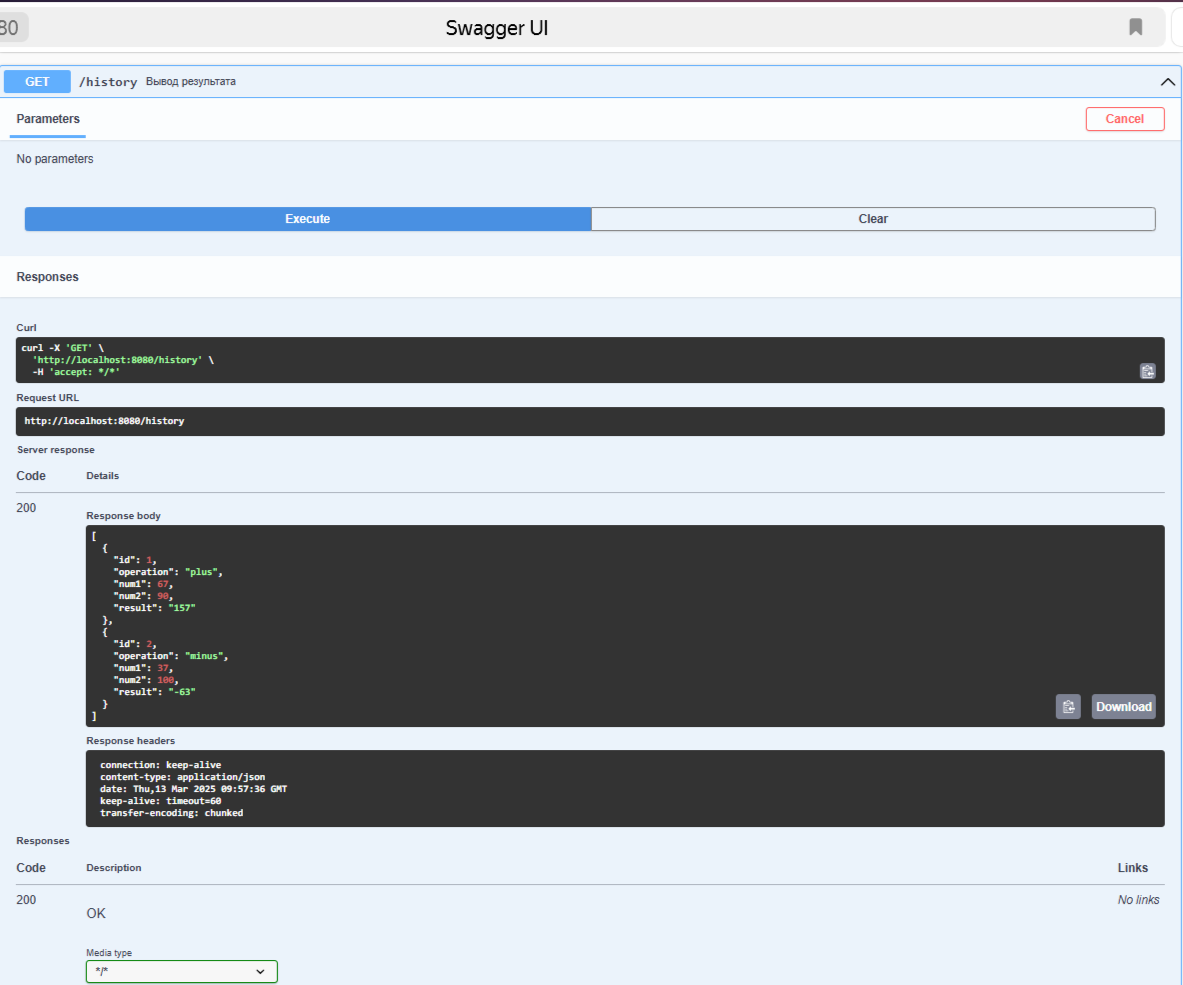 80
Swagger UI
GET /history Вывод результата
Parameters
Cancel
No parameters
Execute
Clear
Responses
Curl
curl -X 'GET' \
  'http://localhost:8080/history' \
  -H 'accept: */*'
Request URL
http://localhost:8080/history
Server response
Code Details
200
Response body
[
  {
    "id": 1,
    "operation": "plus",
    "num1": 67,
    "num2": 90,
    "result": "157"
  },
  {
    "id": 2,
    "operation": "minus",
    "num1": 37,
    "num2": 100,
    "result": "-63"
  }
]
Download
Response headers
connection: keep-alive
content-type: application/json
date: Thu,13 Mar 2025 09:57:36 GMT
keep-alive: timeout=60
transfer-encoding: chunked
Responses
Code Description Links
200 OK No links
Media type
*/*